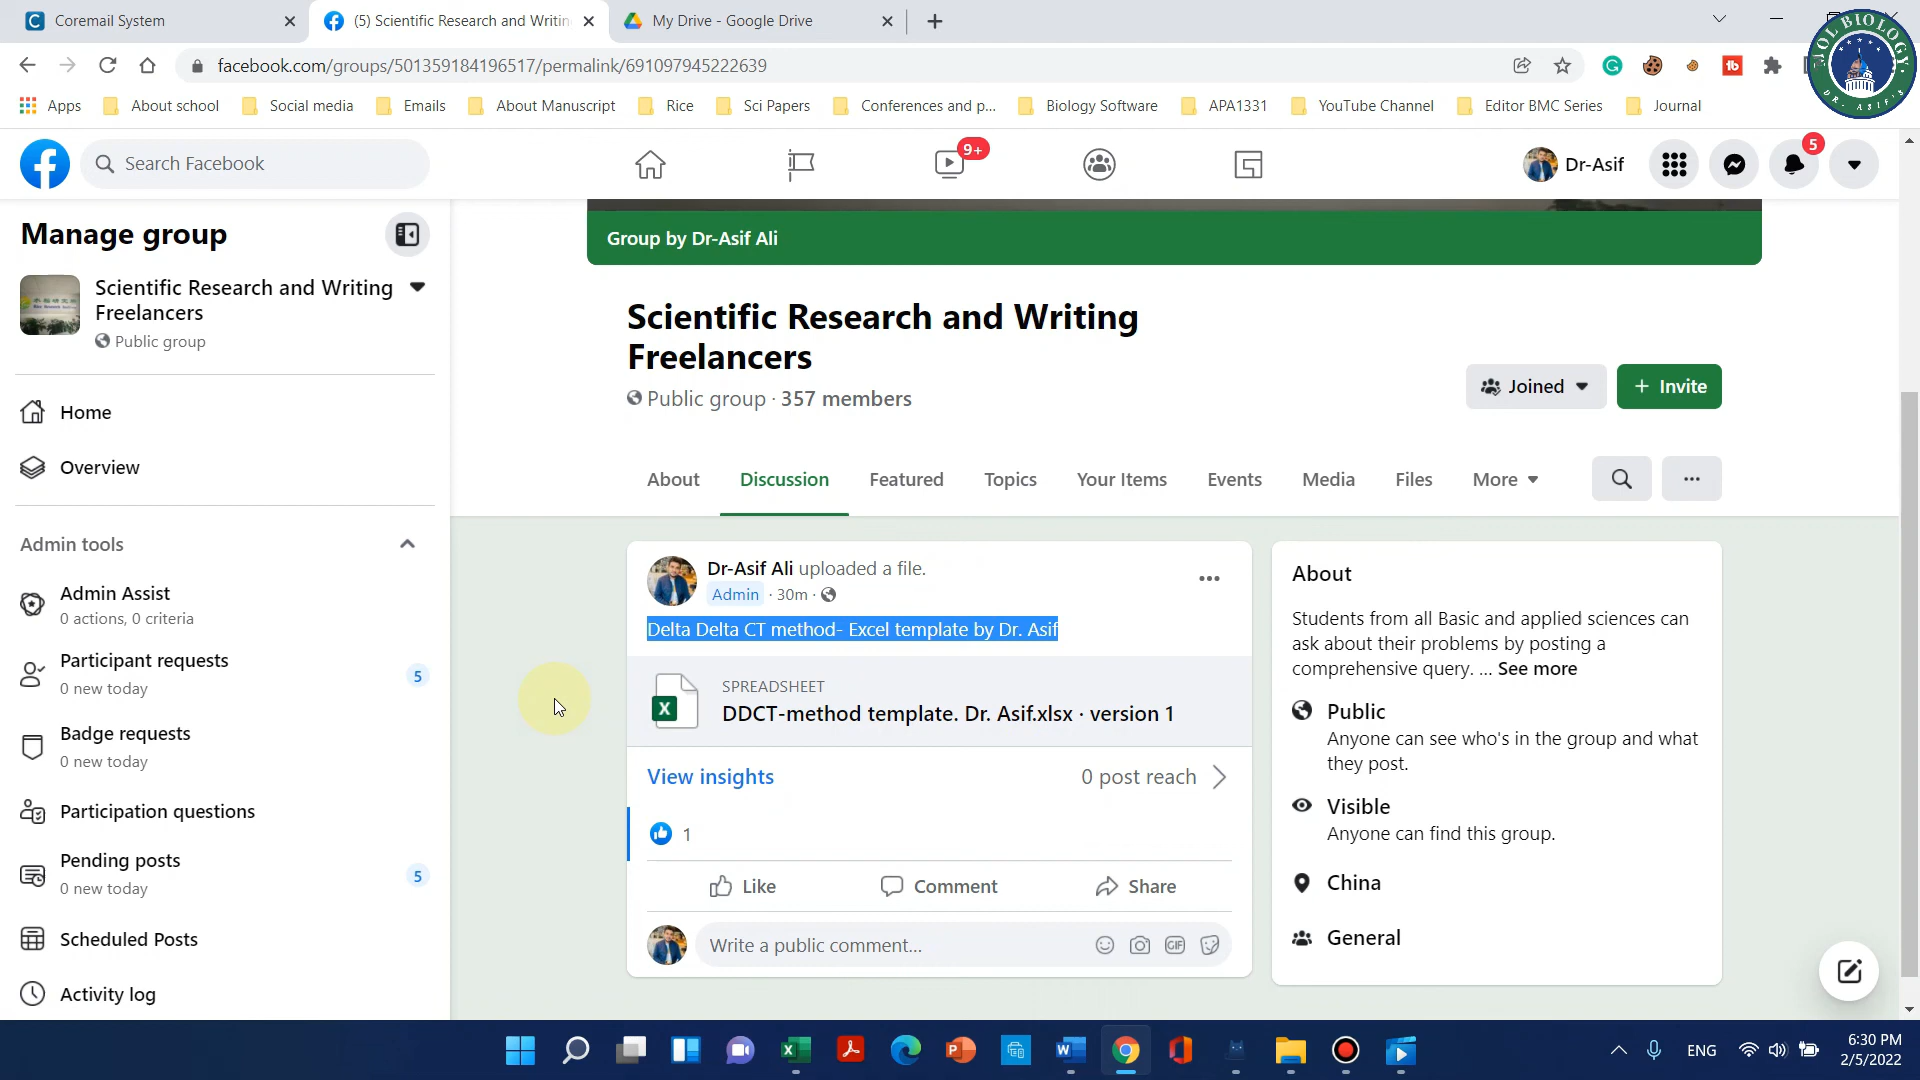 Coremail System
(5) Scientific Research and Writin
My Drive - Google Drive
facebook.com/groups/501359184196517/permalink/691097945222639
MOL BIOLOGY
DR. ASIF'S
Apps
About school
Social media
Emails
About Manuscript
Rice
Sci Papers
Conferences and p...
Biology Software
APA1331
YouTube Channel
Editor BMC Series
Journal
Search Facebook
9+
Dr-Asif
5
Manage group
Scientific Research and Writing
Freelancers
Public group
Home
Overview
Admin tools
Admin Assist
0 actions, 0 criteria
Participant requests
0 new today
5
Badge requests
0 new today
Participation questions
Pending posts
0 new today
5
Scheduled Posts
Activity log
Group by Dr-Asif Ali
Scientific Research and Writing
Freelancers
Public group · 357 members
Joined
+ Invite
About
Discussion
Featured
Topics
Your Items
Events
Media
Files
More
Dr-Asif Ali uploaded a file.
Admin · 30m ·
Delta Delta CT method- Excel template by Dr. Asif
SPREADSHEET
DDCT-method template. Dr. Asif.xlsx · version 1
View insights
0 post reach
1
Like
Comment
Share
Write a public comment...
GIF
About
Students from all Basic and applied sciences can
ask about their problems by posting a
comprehensive query. ... See more
Public
Anyone can see who's in the group and what
they post.
Visible
Anyone can find this group.
China
General
ENG
6:30 PM
2/5/2022